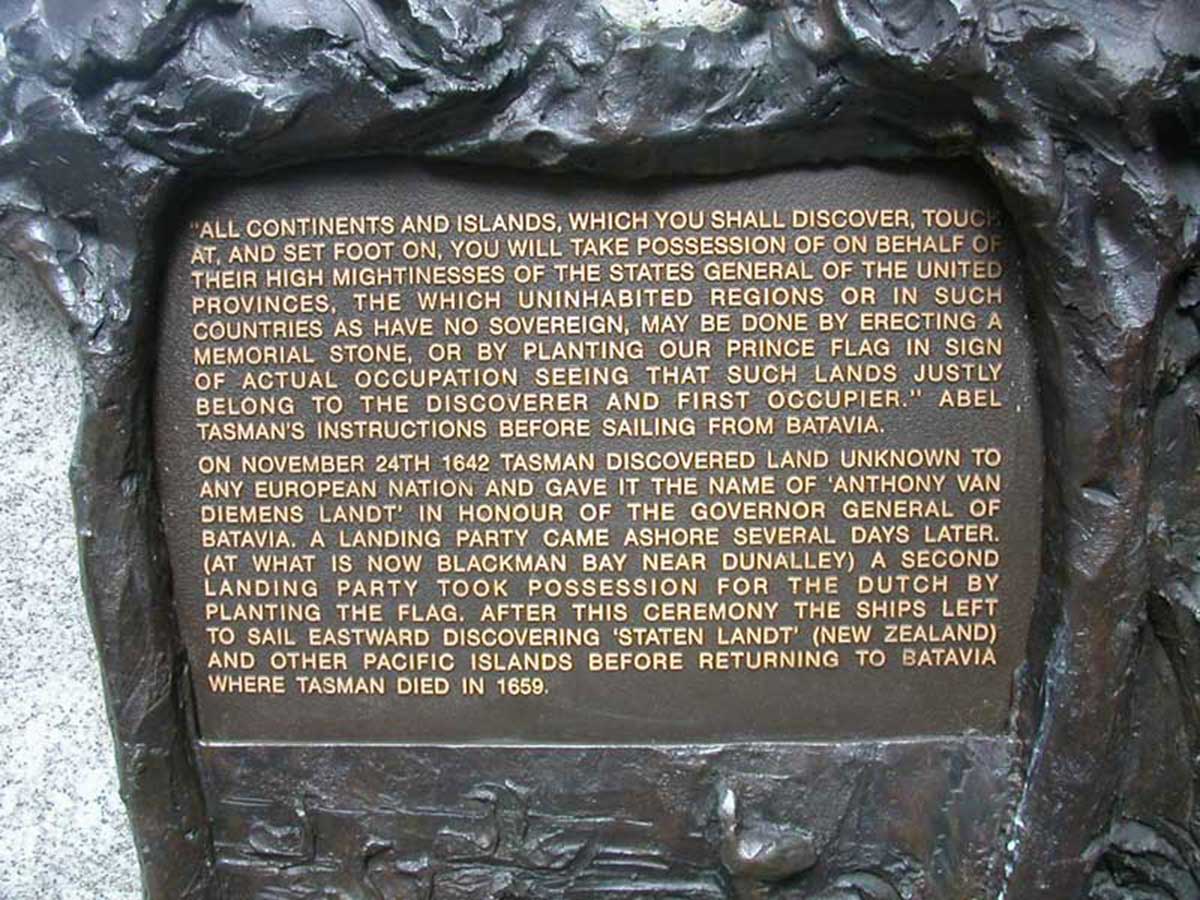 "ALL CONTINENTS AND ISLANDS, WHICH YOU SHALL DISCOVER, TOUCH
AT, AND SET FOOT ON, YOU WILL TAKE POSSESSION OF ON BEHALF OF
THEIR HIGH MIGHTINESSES OF THE STATES GENERAL OF THE UNITED
PROVINCES, THE WHICH UNINHABITED REGIONS OR IN SUCH
COUNTRIES AS HAVE NO SOVEREIGN, MAY BE DONE BY ERECTING A
MEMORIAL STONE, OR BY PLANTING OUR PRINCE FLAG IN SIGN
OF ACTUAL OCCUPATION SEEING THAT SUCH LANDS JUSTLY
BELONG TO THE DISCOVERER AND FIRST OCCUPIER." ABEL
TASMAN'S INSTRUCTIONS BEFORE SAILING FROM BATAVIA.
ON NOVEMBER 24TH 1642 TASMAN DISCOVERED LAND UNKNOWN TO
ANY EUROPEAN NATION AND GAVE IT THE NAME OF 'ANTHONY VAN
DIEMENS LANDT' IN HONOUR OF THE GOVERNOR GENERAL OF
BATAVIA. A LANDING PARTY CAME ASHORE SEVERAL DAYS LATER.
(AT WHAT IS NOW BLACKMAN BAY NEAR DUNALLEY) A SECOND
LANDING PARTY TOOK POSSESSION FOR THE DUTCH BY
PLANTING THE FLAG. AFTER THIS CEREMONY THE SHIPS LEFT
TO SAIL EASTWARD DISCOVERING 'STATEN LANDT' (NEW ZEALAND)
AND OTHER PACIFIC ISLANDS BEFORE RETURNING TO BATAVIA
WHERE TASMAN DIED IN 1659.